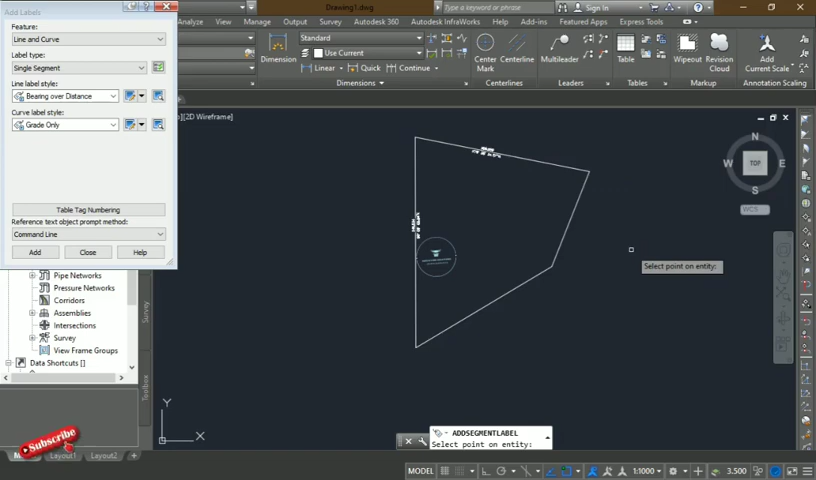 Add Labels
Feature:
Line and Curve
Label type:
Single Segment
Line label style:
Bearing over Distance
Curve label style:
Grade Only
Table Tag Numbering
Reference text object prompt method:
Command Line
Add
Close
Help
Drawing1.dwg
Type a keyword or phrase
Sign In
Analyze
View
Manage
Output
Survey
Autodesk 360
Autodesk InfraWorks
Help
Add-ins
Featured Apps
Express Tools
Dimension
Standard
Use Current
Linear
Quick
Continue
Center
Mark
Centerline
Multileader
Table
Wipeout
Revision
Cloud
Add
Current Scale
Dimensions
Centerlines
Leaders
Tables
Markup
Annotation Scaling
][2D Wireframe]
N
W
TOP
E
S
WCS
Select point on entity:
Pipe Networks
Pressure Networks
Corridors
Assemblies
Intersections
Survey
View Frame Groups
Data Shortcuts []
Survey
Toolbox
Y
X
ADDSEGMENTLABEL
Select point on entity:
Subscribe
Layout1
Layout2
MODEL
1:1000
3.500